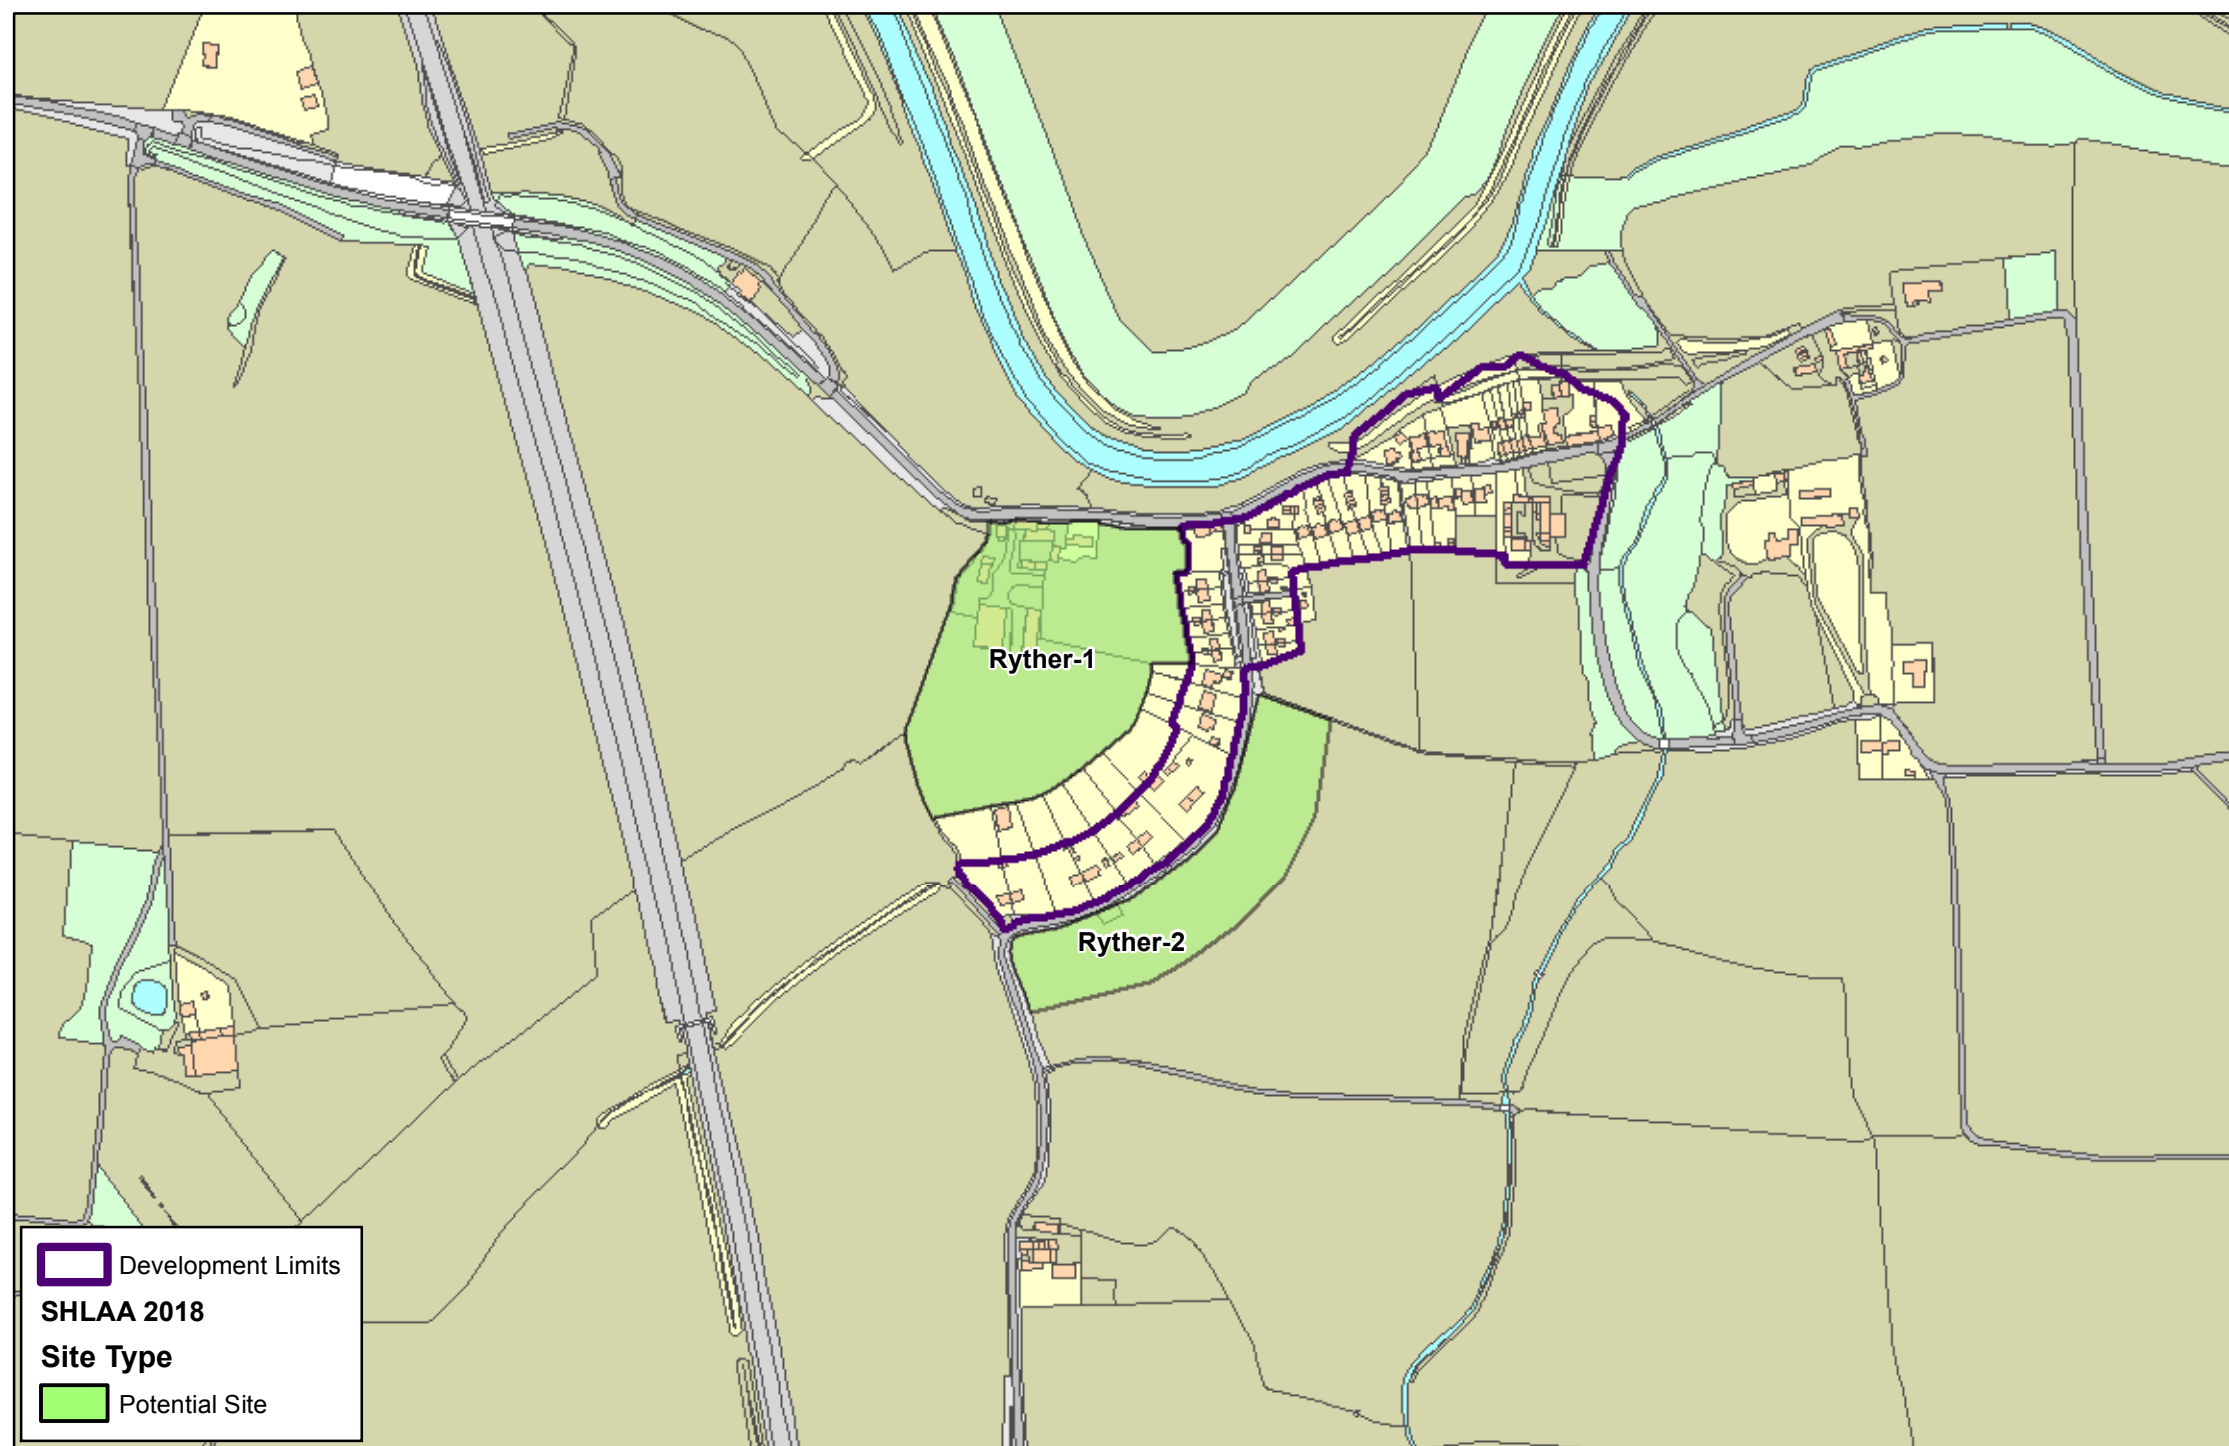 Ryther-1
Ryther-2
Development Limits
SHLAA 2018
Site Type
Potential Site